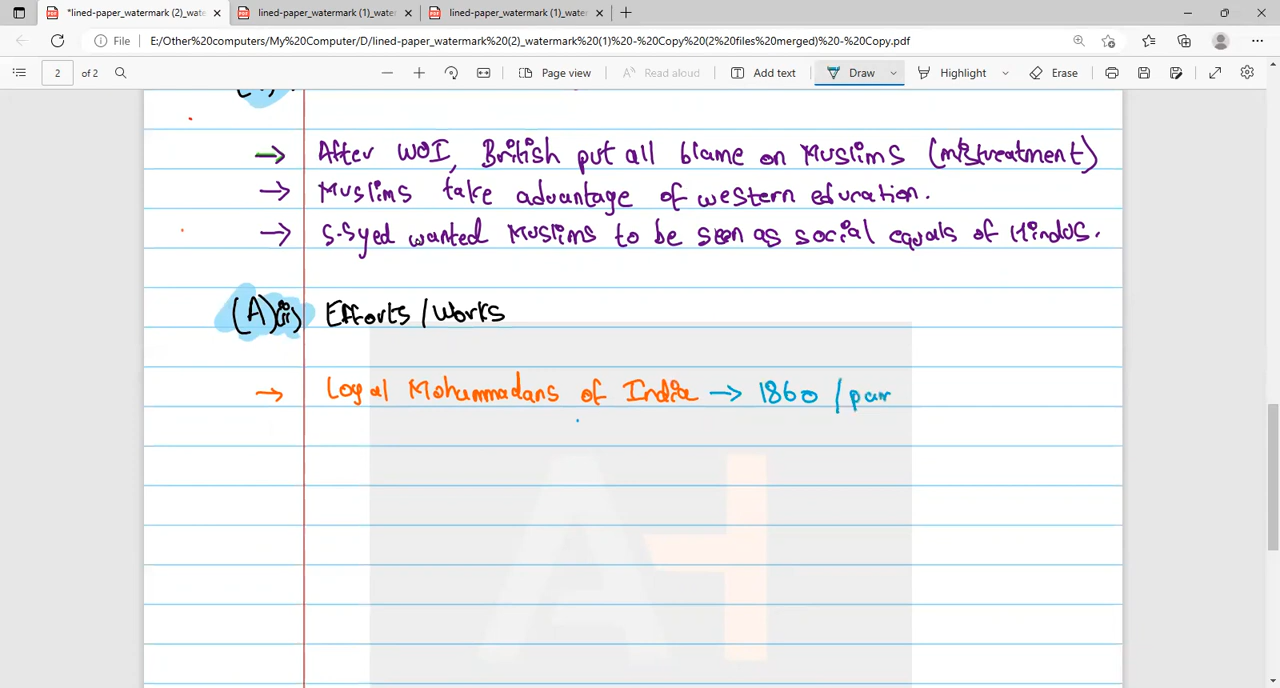 *lined-paper_watermark (2)_wate
lined-paper_watermark (1)_water
lined-paper_watermark (1)_water
File
E:/Other%20computers/My%20Computer/D/lined-paper_watermark%20(2)_watermark%20(1)%20-%20Copy%20(2%20files%20merged)%20-%20Copy.pdf
2 of 2
Page view
Read aloud
Add text
Draw
Highlight
Erase
→ After WOI, British put all blame on Muslims (mistreatment)
→ Muslims take advantage of western education.
→ S.Syed wanted Muslims to be seen as social equals of Hindus.
(A)(ii) Efforts/Works
→ Loyal Mohammadans of India → 1860 / pam